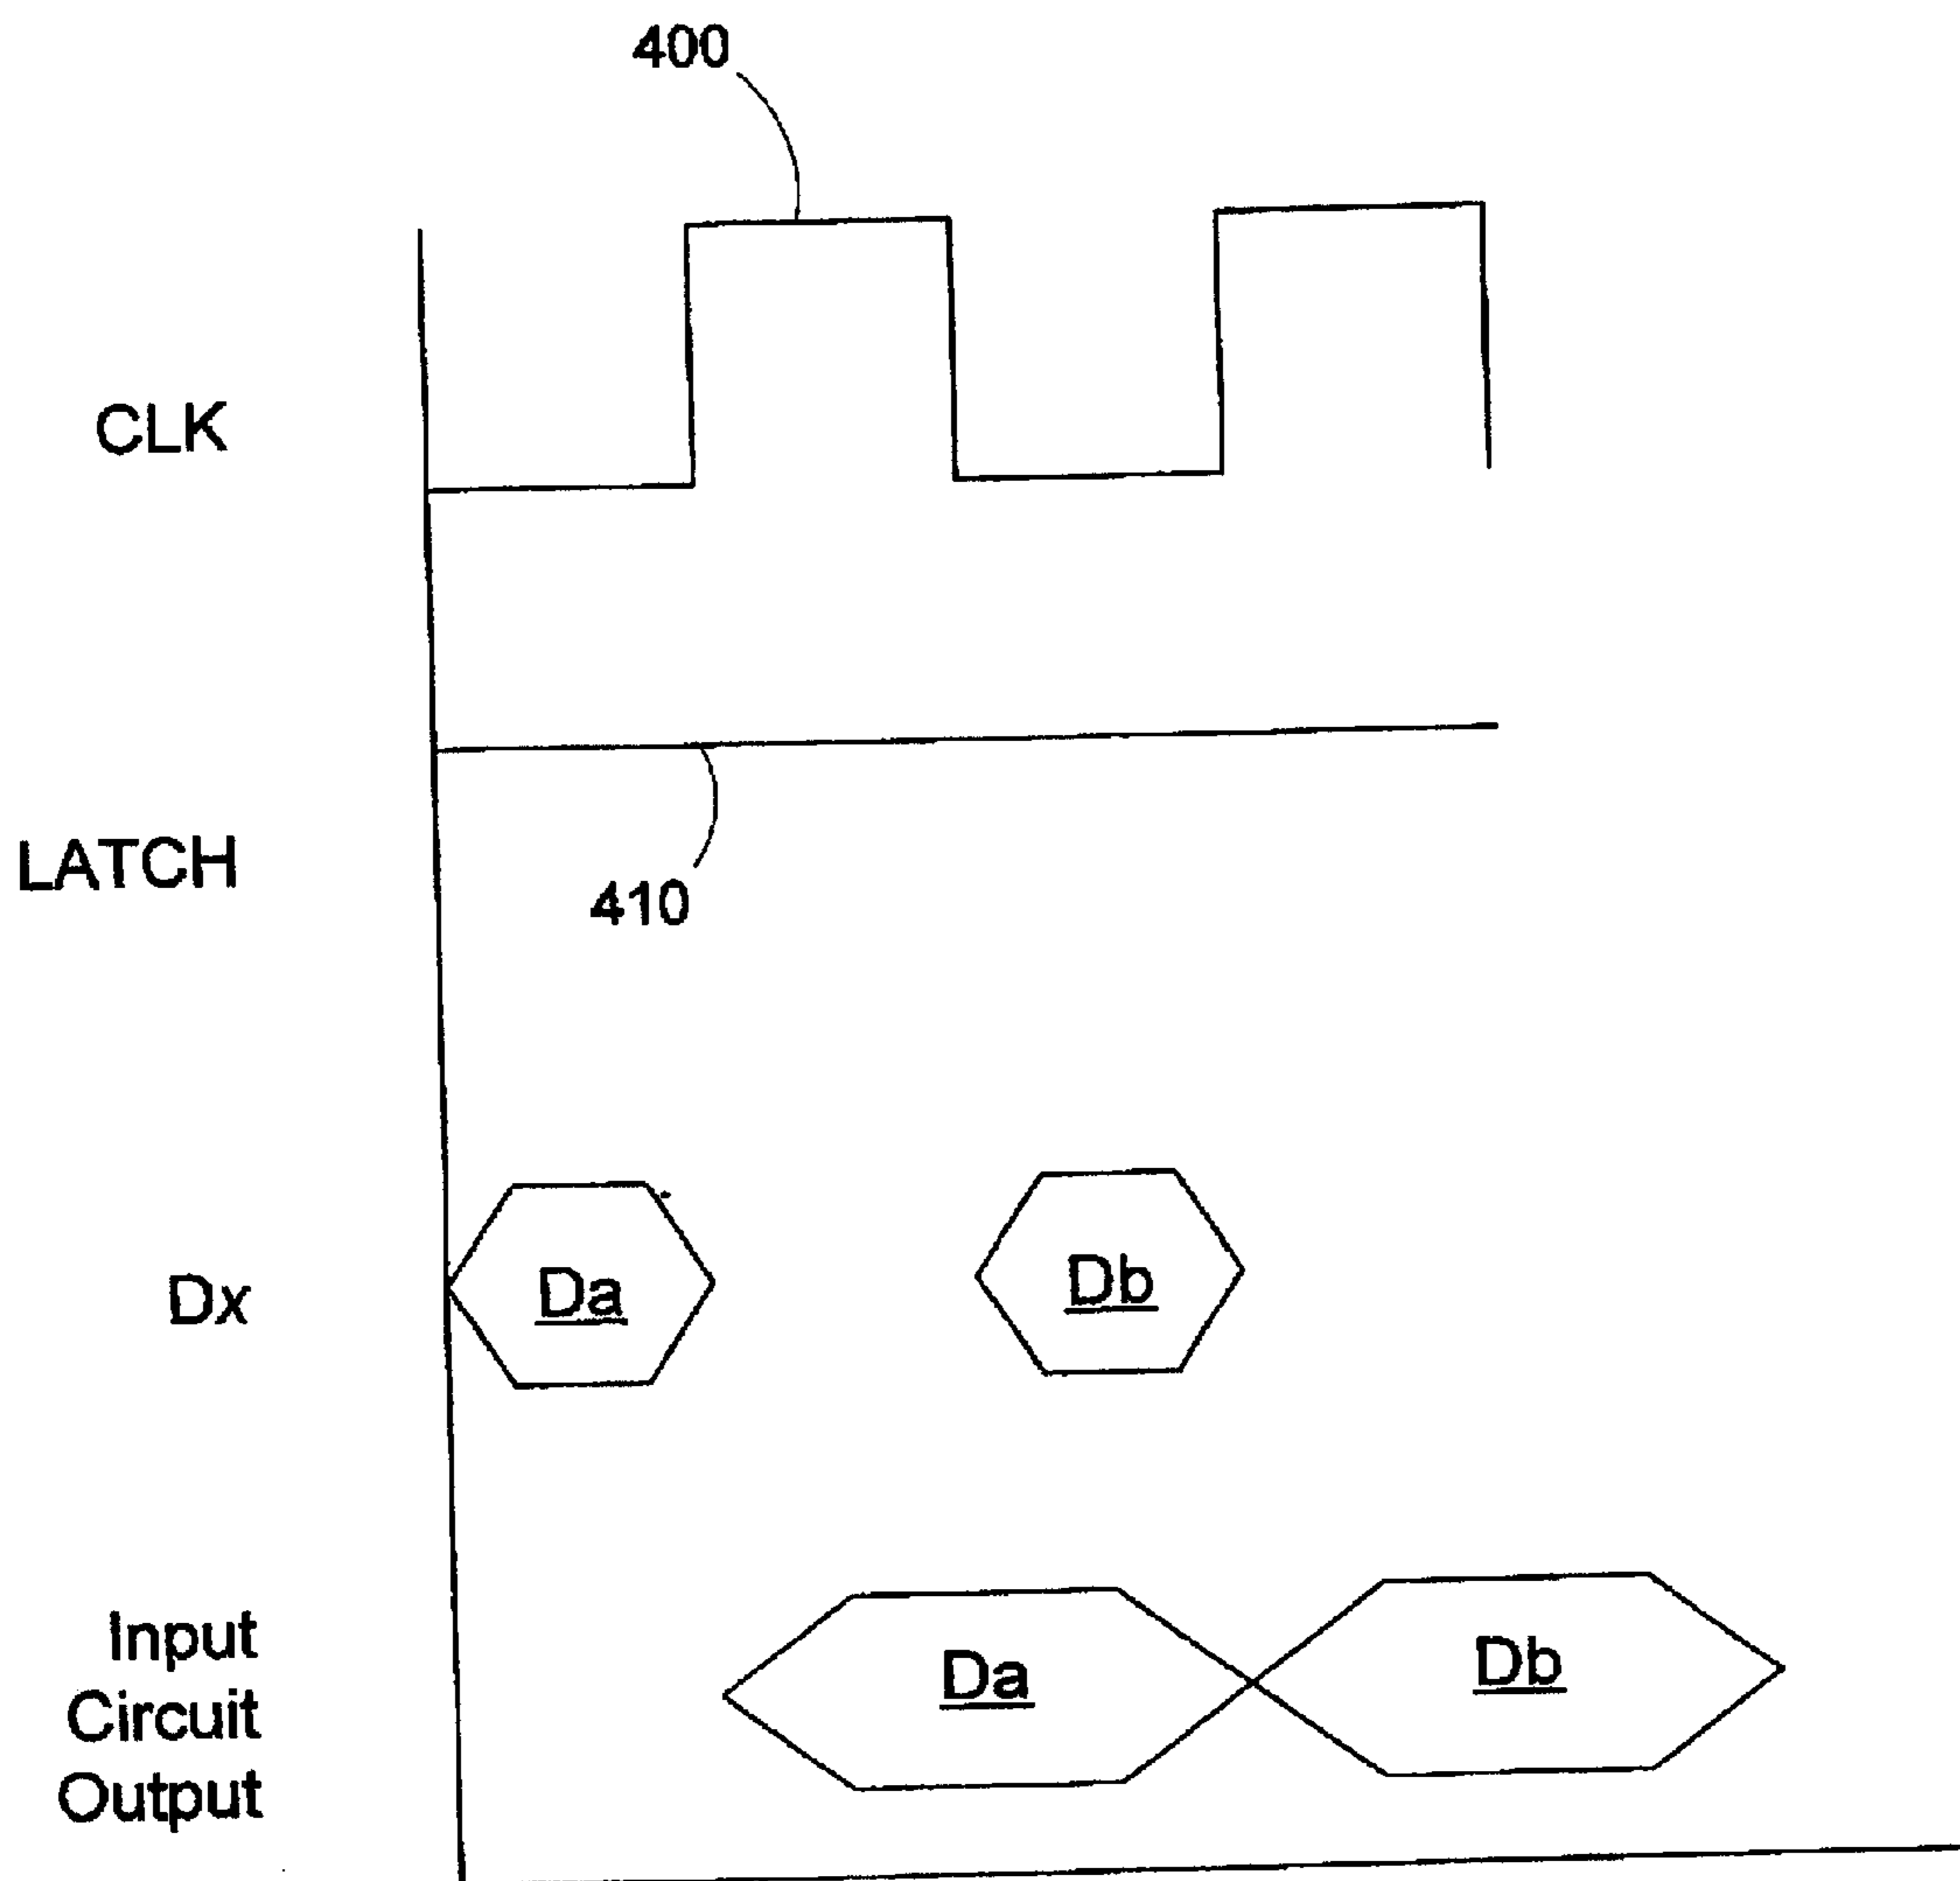 400
CLK
LATCH
410
Dx
Da
Db
Input
Circuit
Output
Da
Db